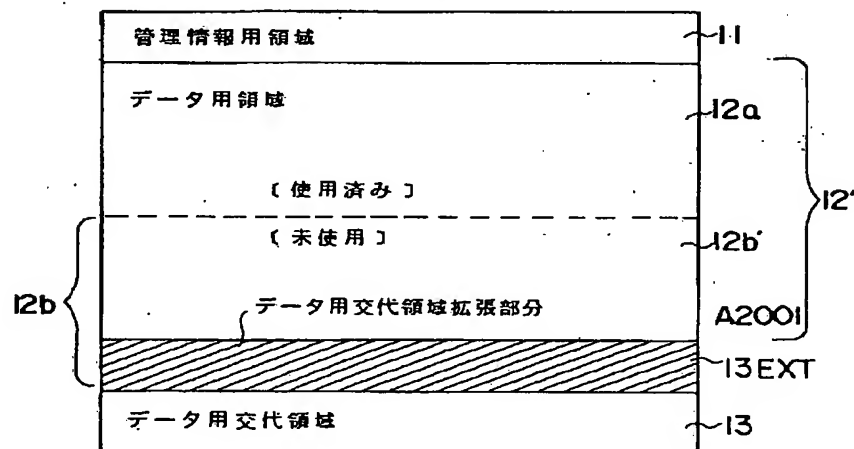 管理情報用領域
11
データ用領域
12a
〔使用済み〕
12'
〔未使用〕
12b'
12b
データ用交代領域拡張部分
A2001
13EXT
データ用交代領域
13